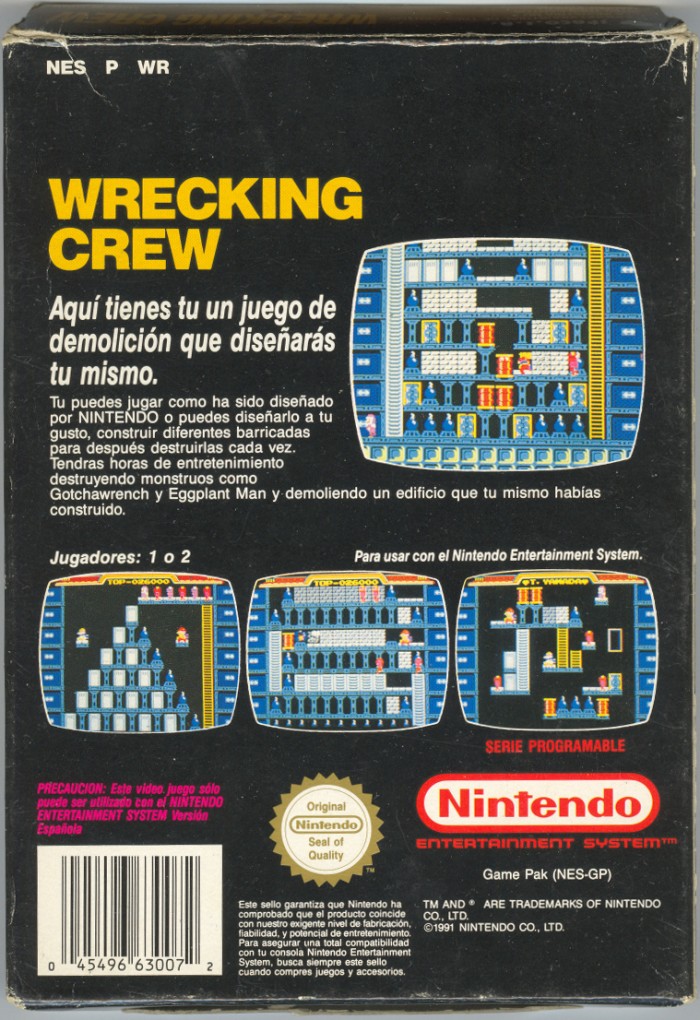 NES P WR
WRECKING
CREW
Aquí tienes tu un juego de
demolición que diseñarás
tu mismo.
Tu puedes jugar como ha sido diseñado
por NINTENDO o puedes diseñarlo a tu
gusto, construir diferentes barricadas
para después destruirlas cada vez.
Tendras horas de entretenimiento
destruyendo monstruos como
Gotchawrench y Eggplant Man y demoliendo un edificio que tu mismo habías
construido.
Jugadores: 1 o 2
Para usar con el Nintendo Entertainment System.
TOP-026000
TOP-026000
T. YAMADA
SERIE PROGRAMABLE
PRECAUCION: Este video juego sólo
puede ser utilizado con el NINTENDO
ENTERTAINMENT SYSTEM Versión
Española
Original
Nintendo
Seal of
Quality
TM
Nintendo
ENTERTAINMENT SYSTEM™
Game Pak (NES-GP)
Este sello garantiza que Nintendo ha
comprobado que el producto coincide
con nuestro exigente nivel de fabricación,
fiabilidad, y potencial de entretenimiento.
Para asegurar una total compatibilidad
con tu consola Nintendo Entertainment
System, busca siempre este sello
cuando compres juegos y accesorios.
TM AND ® ARE TRADEMARKS OF NINTENDO
CO., LTD.
©1991 NINTENDO CO., LTD.
0 45496 63007 2